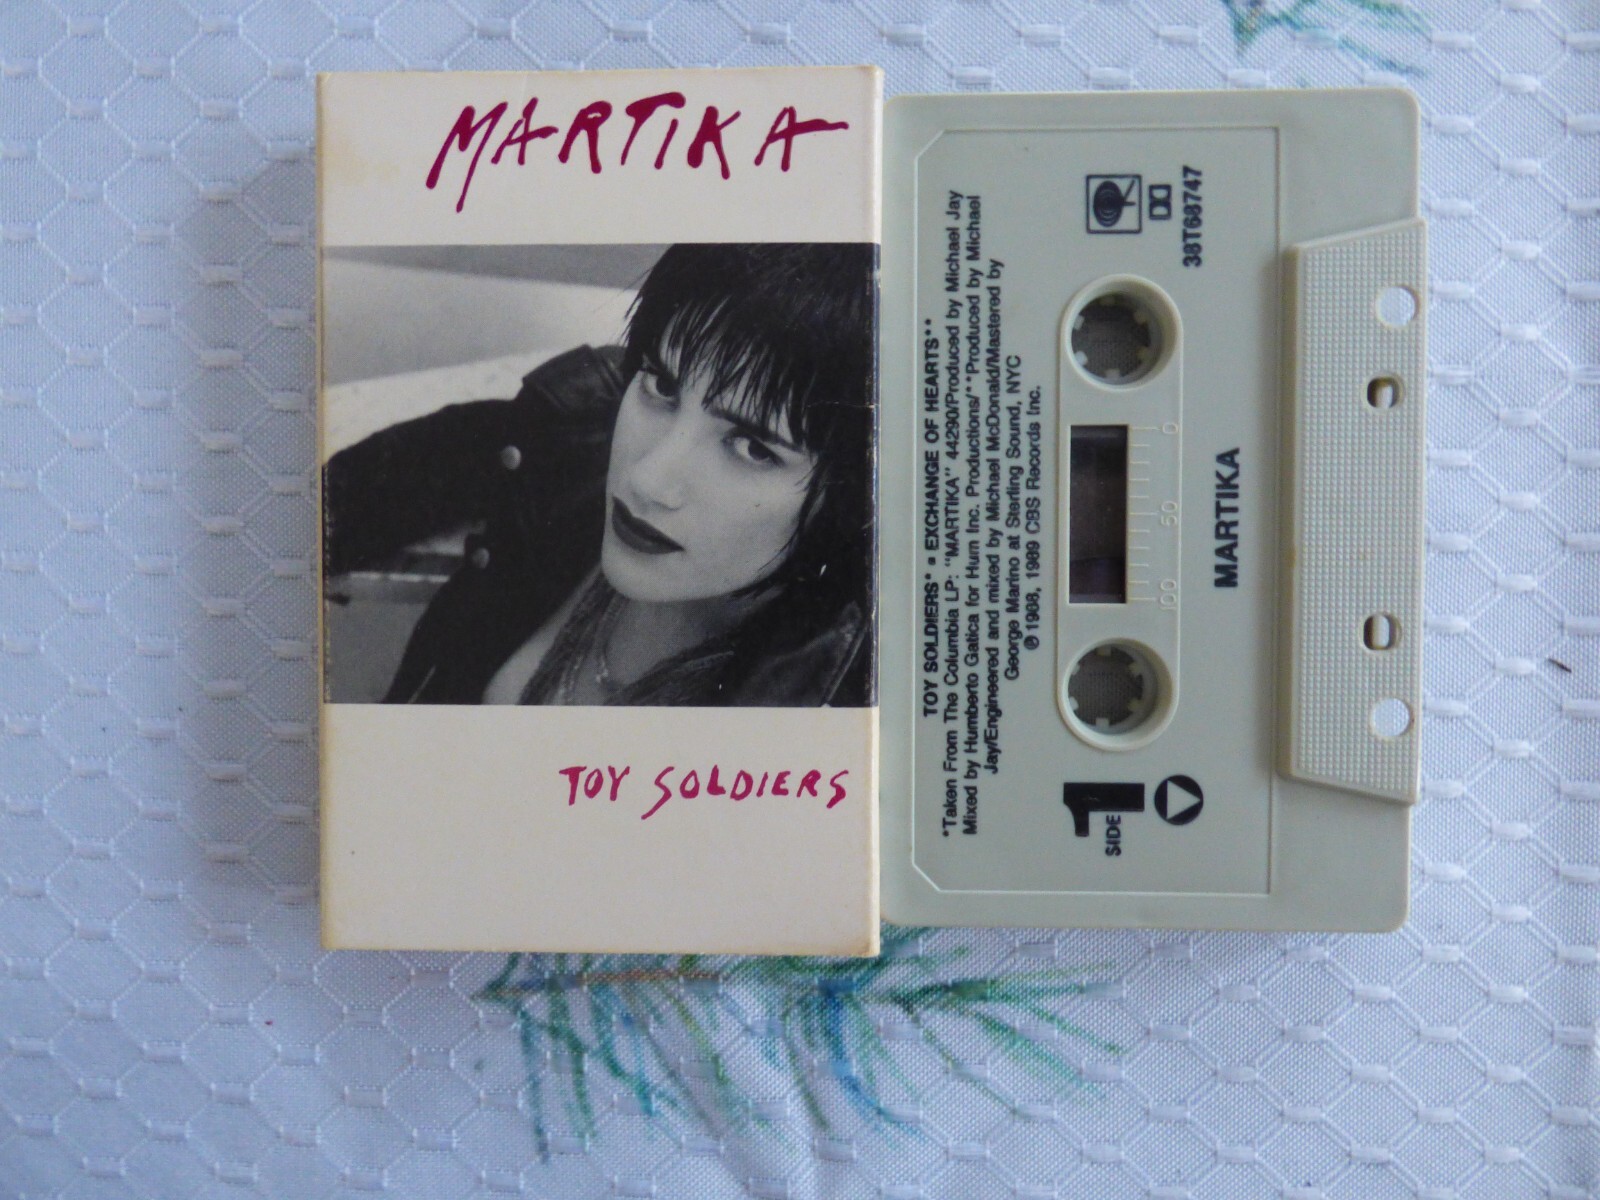 MARTIKA
TOY SOLDIERS
TOY SOLDIERS* ▪ EXCHANGE OF HEARTS**
*Taken From The Columbia LP: "MARTIKA" 44290/Produced by Michael Jay
Mixed by Humberto Gatica for Hum Inc. Productions/**Produced by Michael
Jay/Engineered and mixed by Michael McDonald/Mastered by
George Marino at Sterling Sound, NYC
℗ 1988, 1989 CBS Records Inc.
38T68747
SIDE 1
100 50 0
MARTIKA